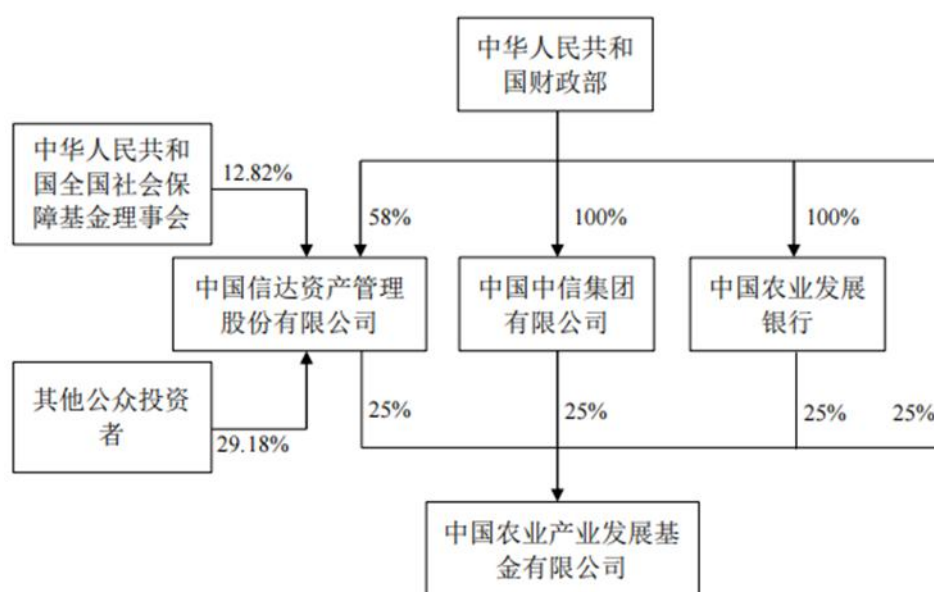 中华人民共和
国财政部
中华人民共和
国全国社会保
障基金理事会
12.82%
58%
100%
100%
中国信达资产管理
股份有限公司
中国中信集团
有限公司
中国农业发展
银行
其他公众投资
者
29.18%
25%
25%
25%
25%
中国农业产业发展基
金有限公司